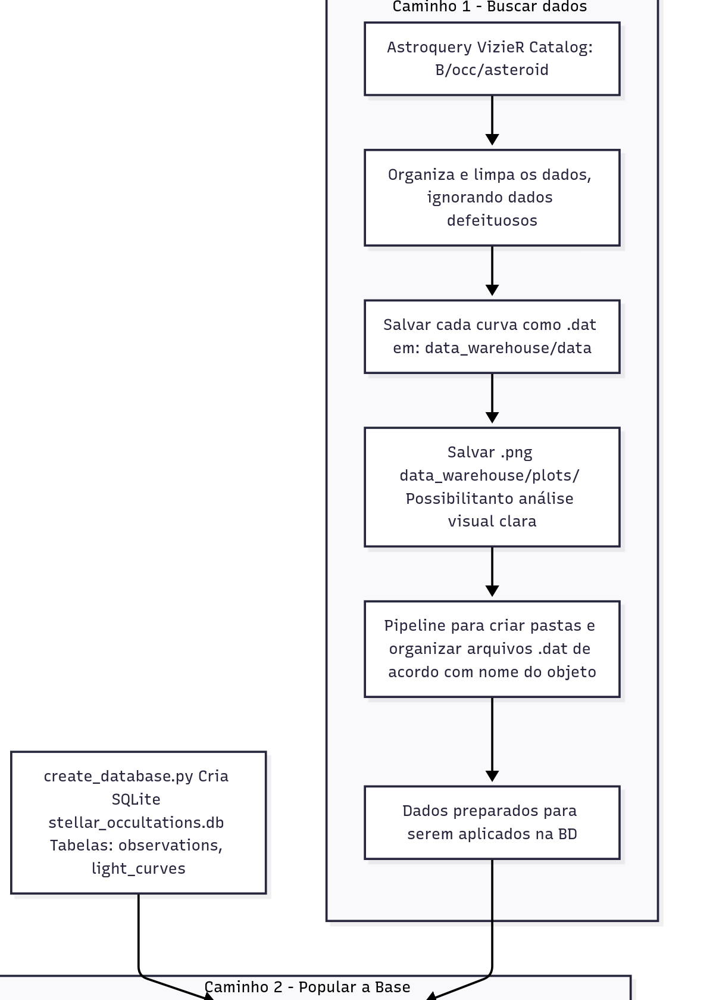 Caminho 1 - Buscar dados
Astroquery VizieR Catalog:
B/occ/asteroid
Organiza e limpa os dados,
ignorando dados
defeituosos
Salvar cada curva como .dat
em: data_warehouse/data
Salvar .png
data_warehouse/plots/
Possibilitanto análise
visual clara
Pipeline para criar pastas e
organizar arquivos .dat de
acordo com nome do objeto
create_database.py Cria
SQLite
stellar_occultations.db
Tabelas: observations,
light_curves
Dados preparados para
serem aplicados na BD
Caminho 2 - Popular a Base